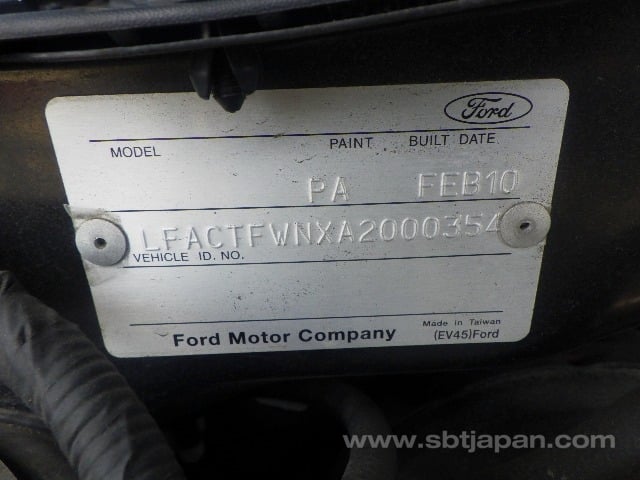 Ford
MODEL PAINT BUILT DATE
PA FEB10
LFACTFWNXA2000354
VEHICLE ID. NO.
Made in Taiwan
Ford Motor Company (EV45)Ford
www.sbtjapan.com